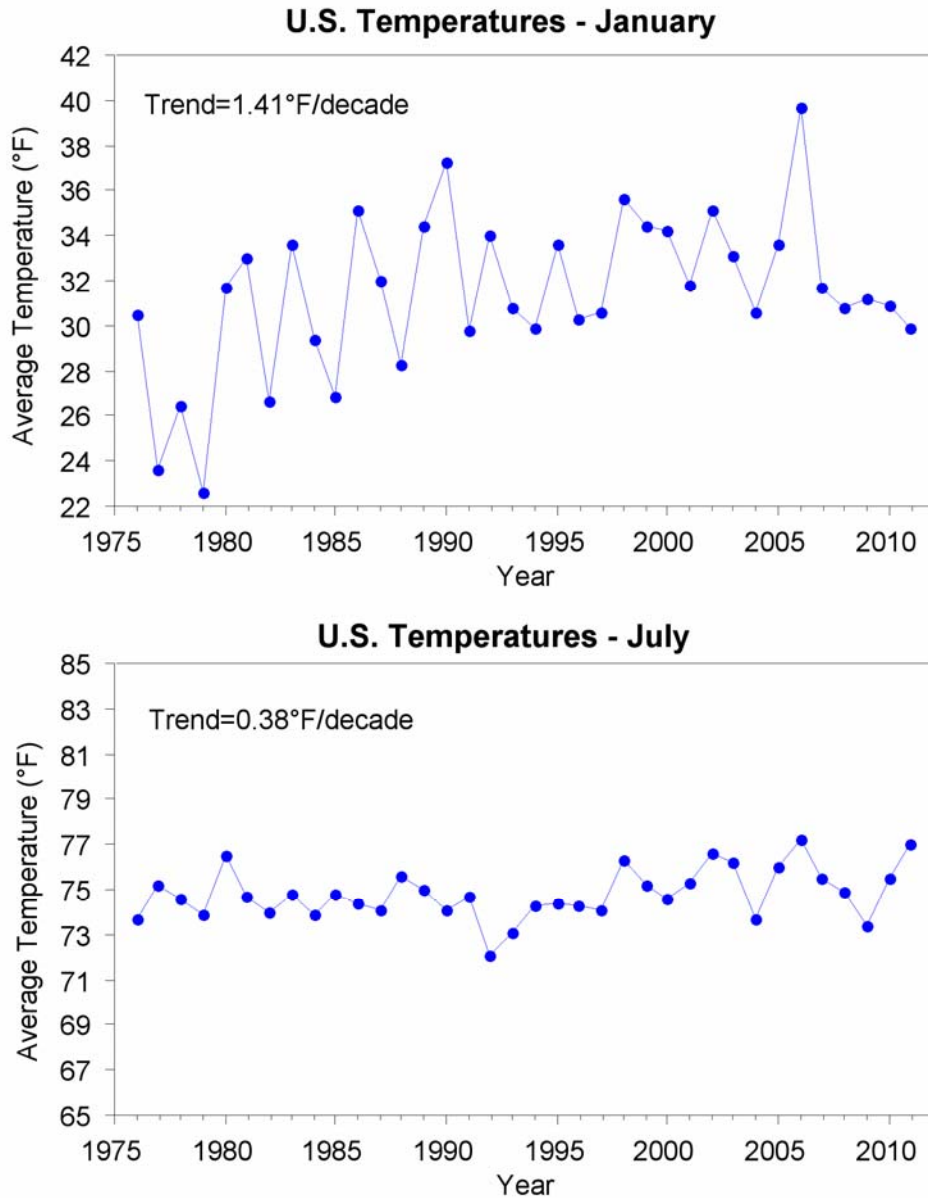 U.S. Temperatures - January
Trend=1.41°F/decade
Average Temperature (°F)
42
40
38
36
34
32
30
28
26
24
22
1975 1980 1985 1990 1995 2000 2005 2010
Year
U.S. Temperatures - July
Trend=0.38°F/decade
Average Temperature (°F)
85
83
81
79
77
75
73
71
69
67
65
1975 1980 1985 1990 1995 2000 2005 2010
Year